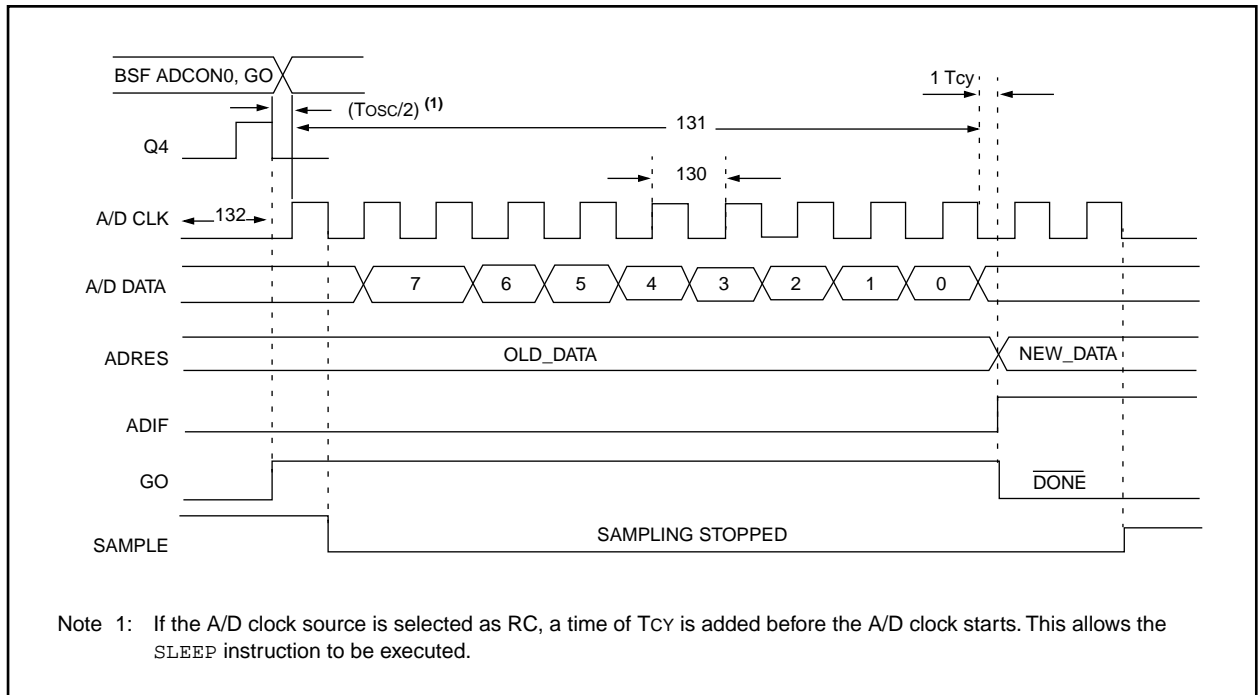 BSF ADCON0, GO
1 Tcy
(TOSC/2) (1)
131
Q4
130
A/D CLK
132
A/D DATA
7 6 5 4 3 2 1 0
ADRES
OLD_DATA
NEW_DATA
ADIF
GO
DONE
SAMPLE
SAMPLING STOPPED
Note 1: If the A/D clock source is selected as RC, a time of TCY is added before the A/D clock starts. This allows the
SLEEP instruction to be executed.